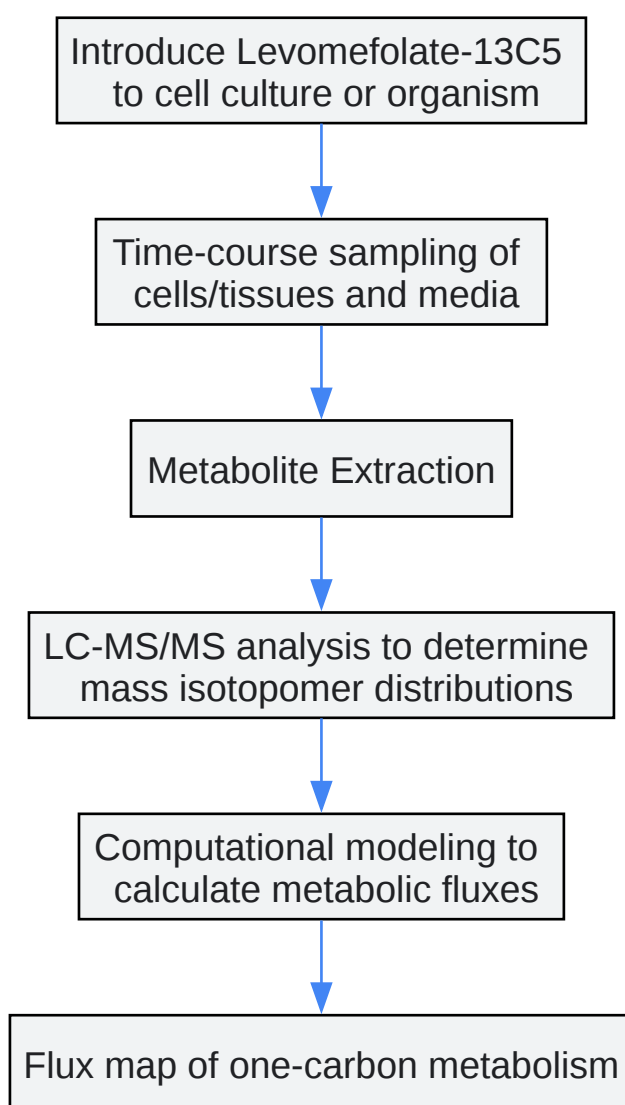 Introduce Levomefolate-13C5
to cell culture or organism
Time-course sampling of
cells/tissues and media
Metabolite Extraction
LC-MS/MS analysis to determine
mass isotopomer distributions
Computational modeling to
calculate metabolic fluxes
Flux map of one-carbon metabolism